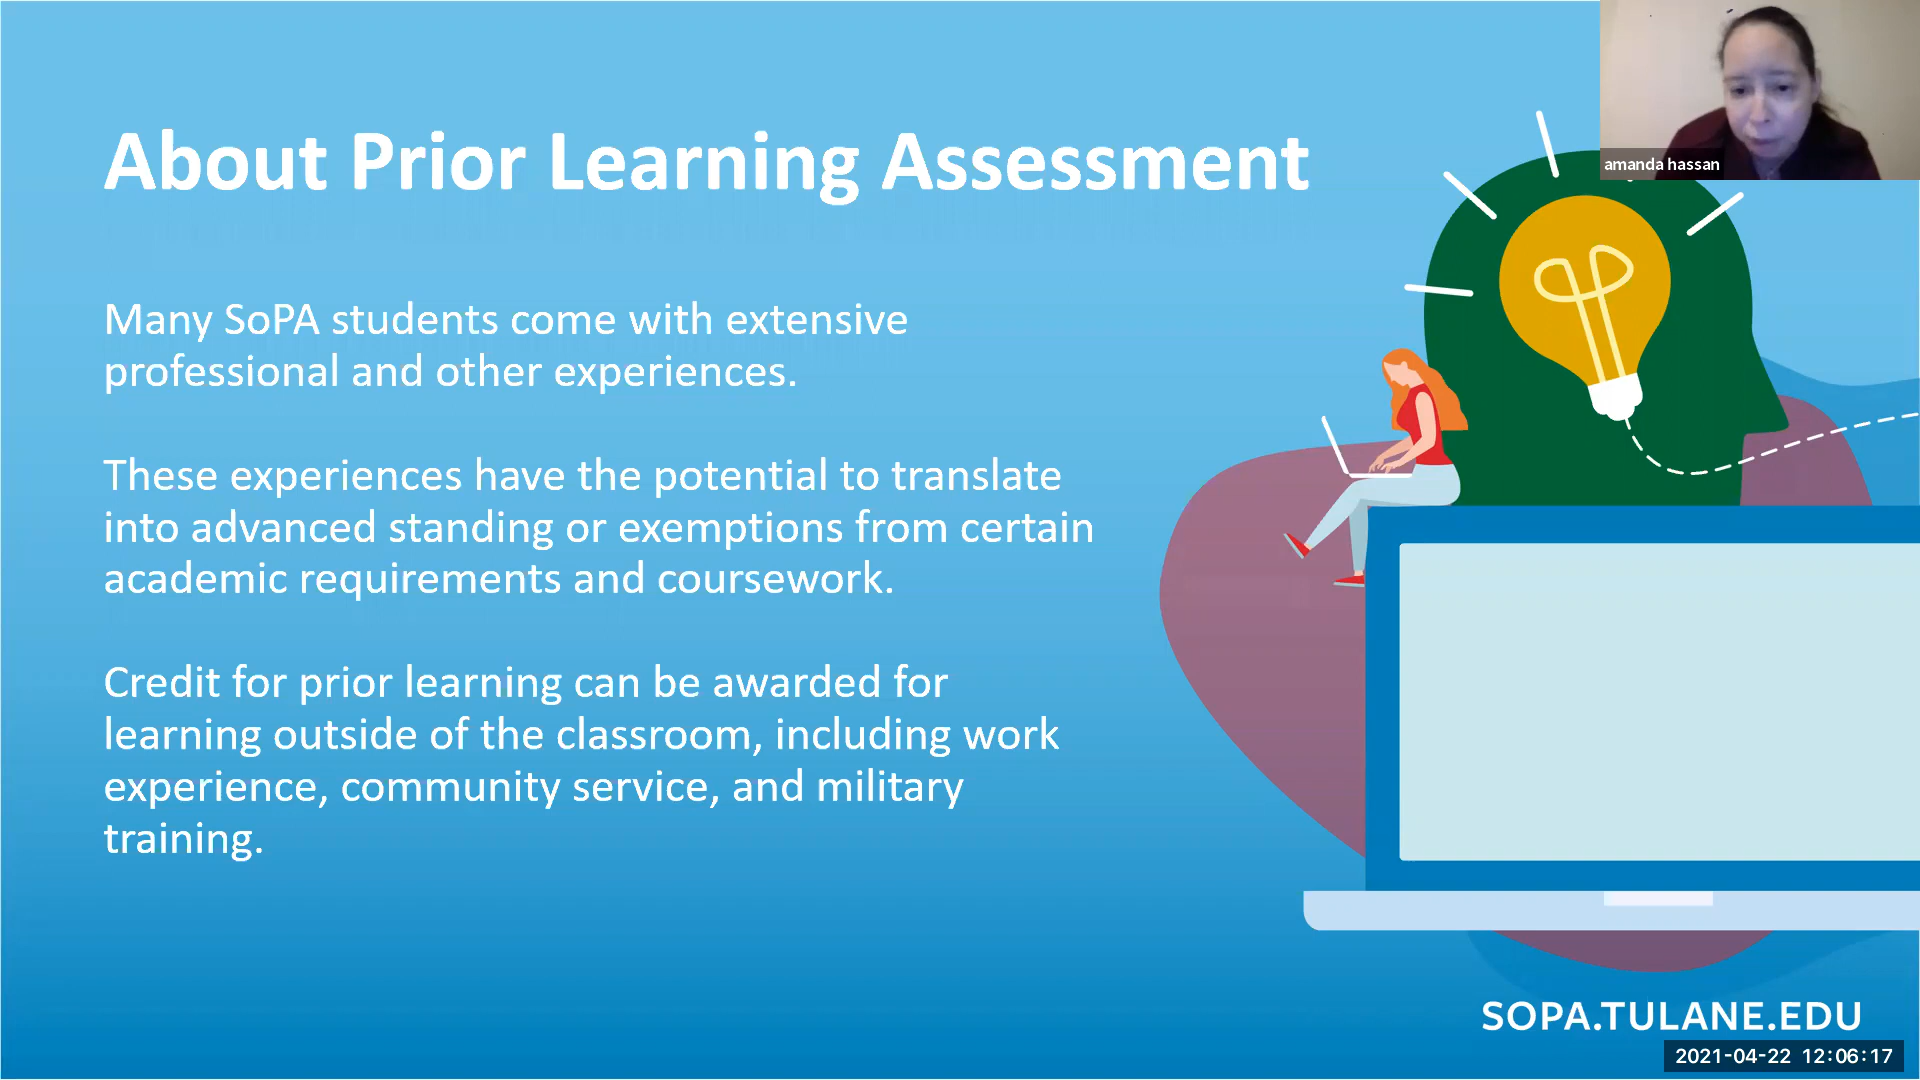 amanda hassan
About Prior Learning Assessment
Many SoPA students come with extensive
professional and other experiences.
These experiences have the potential to translate
into advanced standing or exemptions from certain
academic requirements and coursework.
Credit for prior learning can be awarded for
learning outside of the classroom, including work
experience, community service, and military
training.
SOPA.TULANE.EDU
2021-04-22 12:06:17